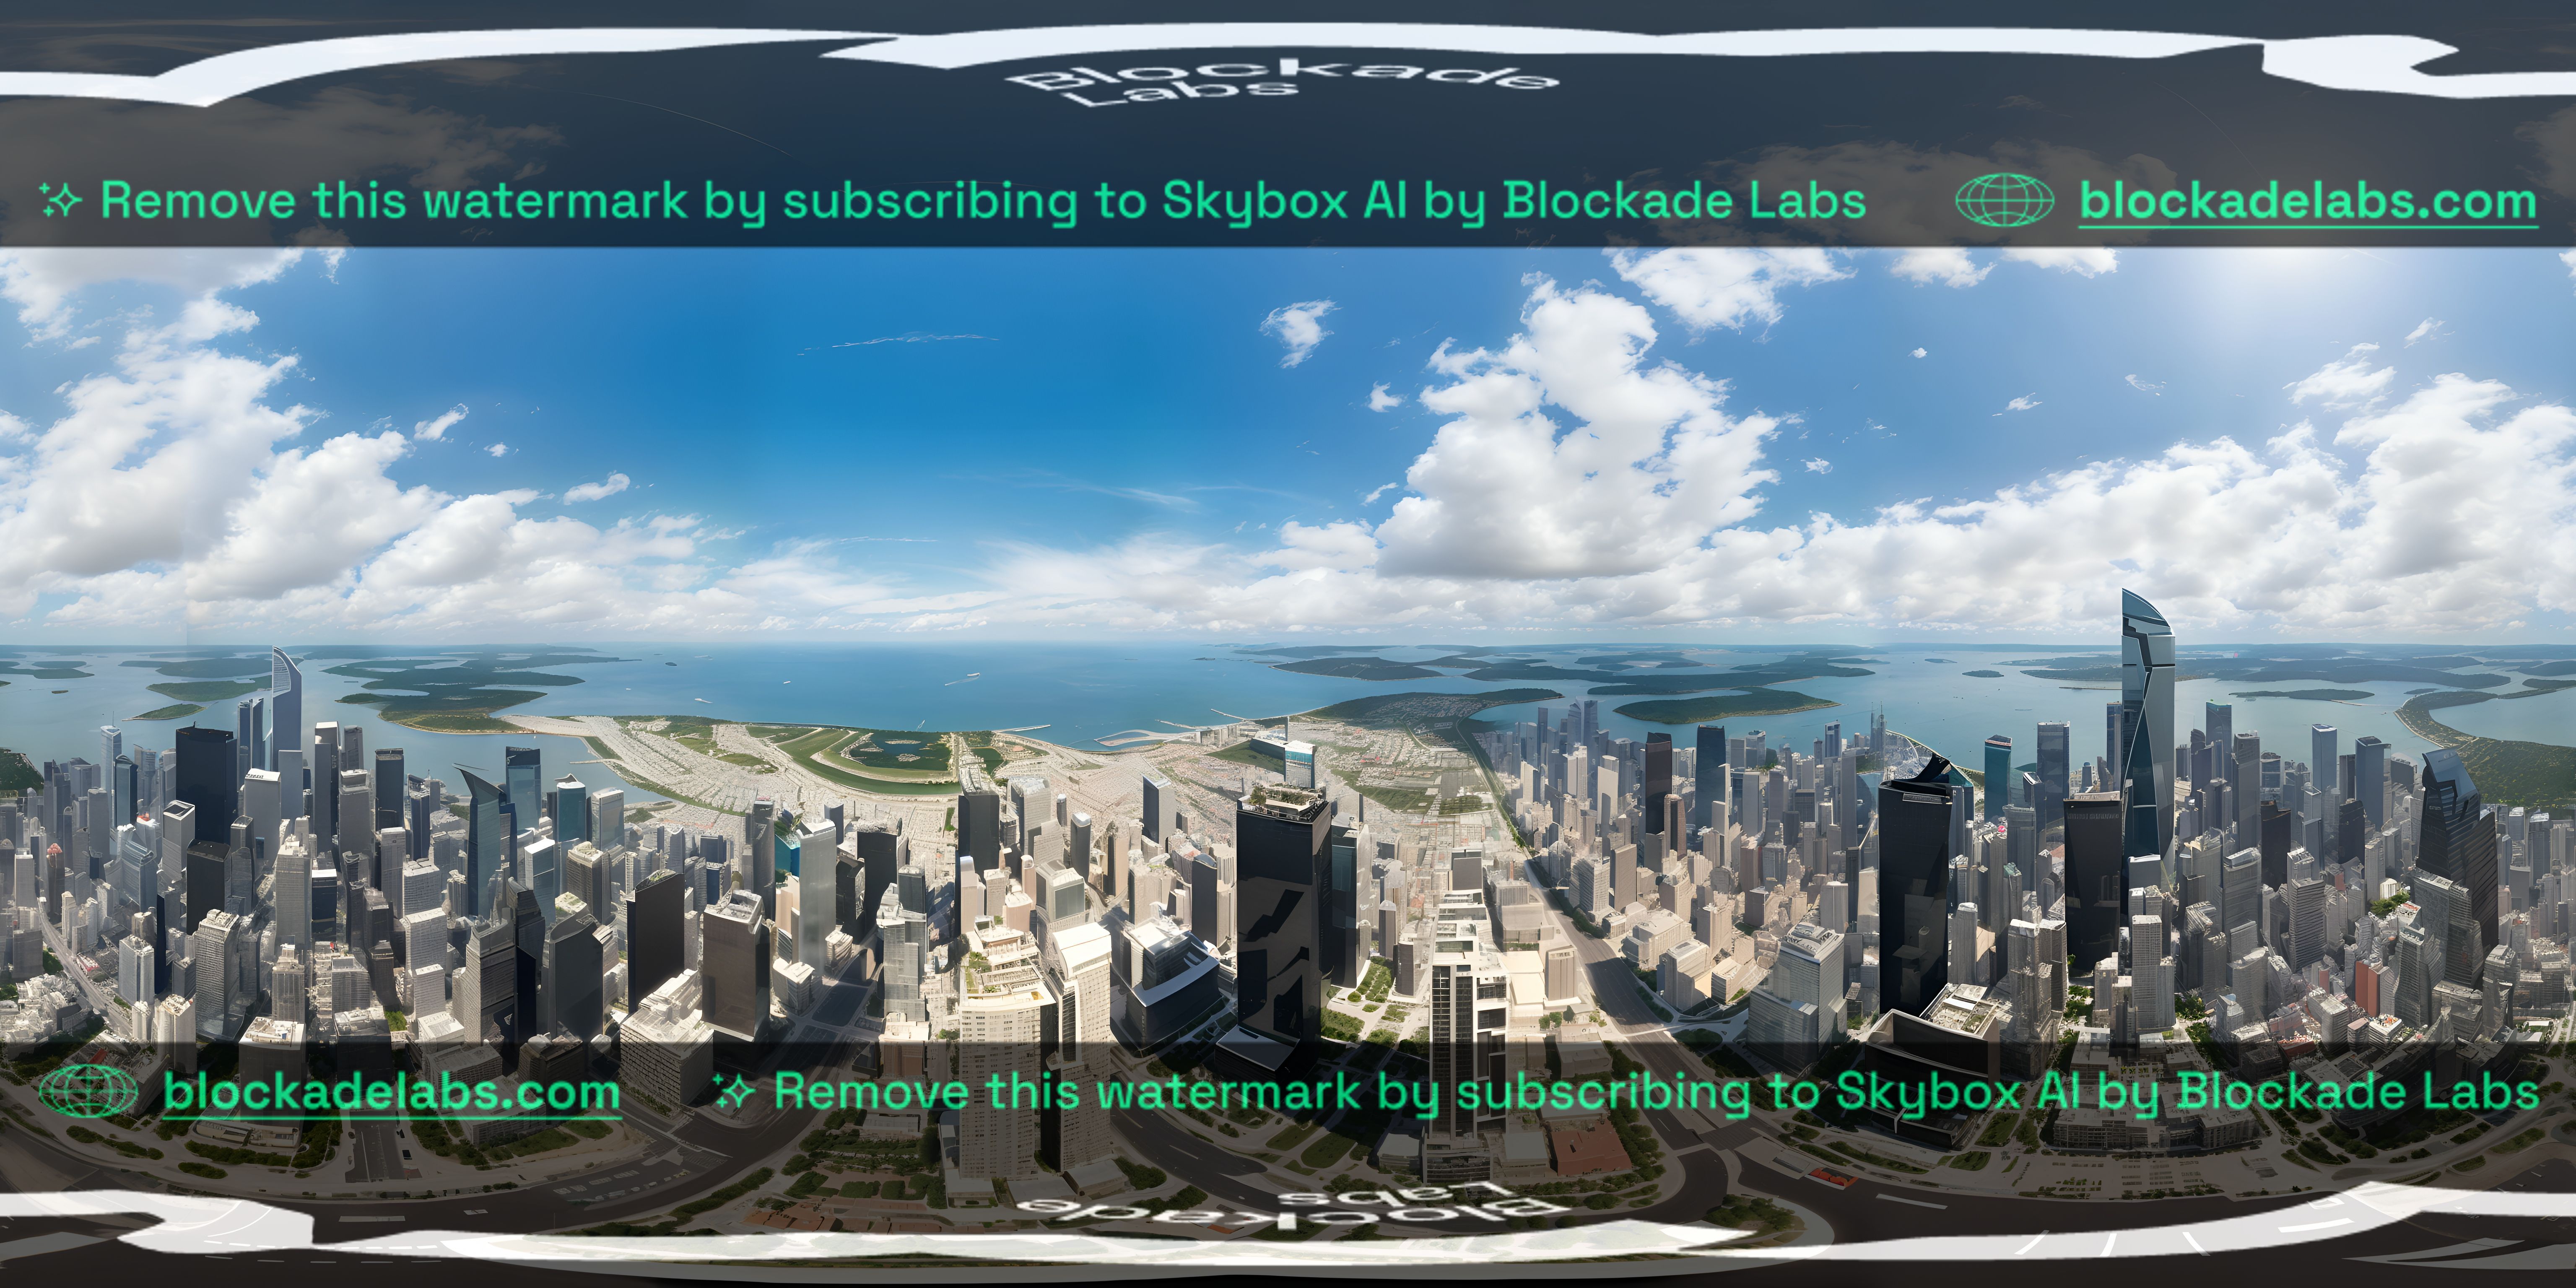 Blockade
Labs
Remove this watermark by subscribing to Skybox AI by Blockade Labs
blockadelabs.com
blockadelabs.com
Remove this watermark by subscribing to Skybox AI by Blockade Labs
Labs
Blockade